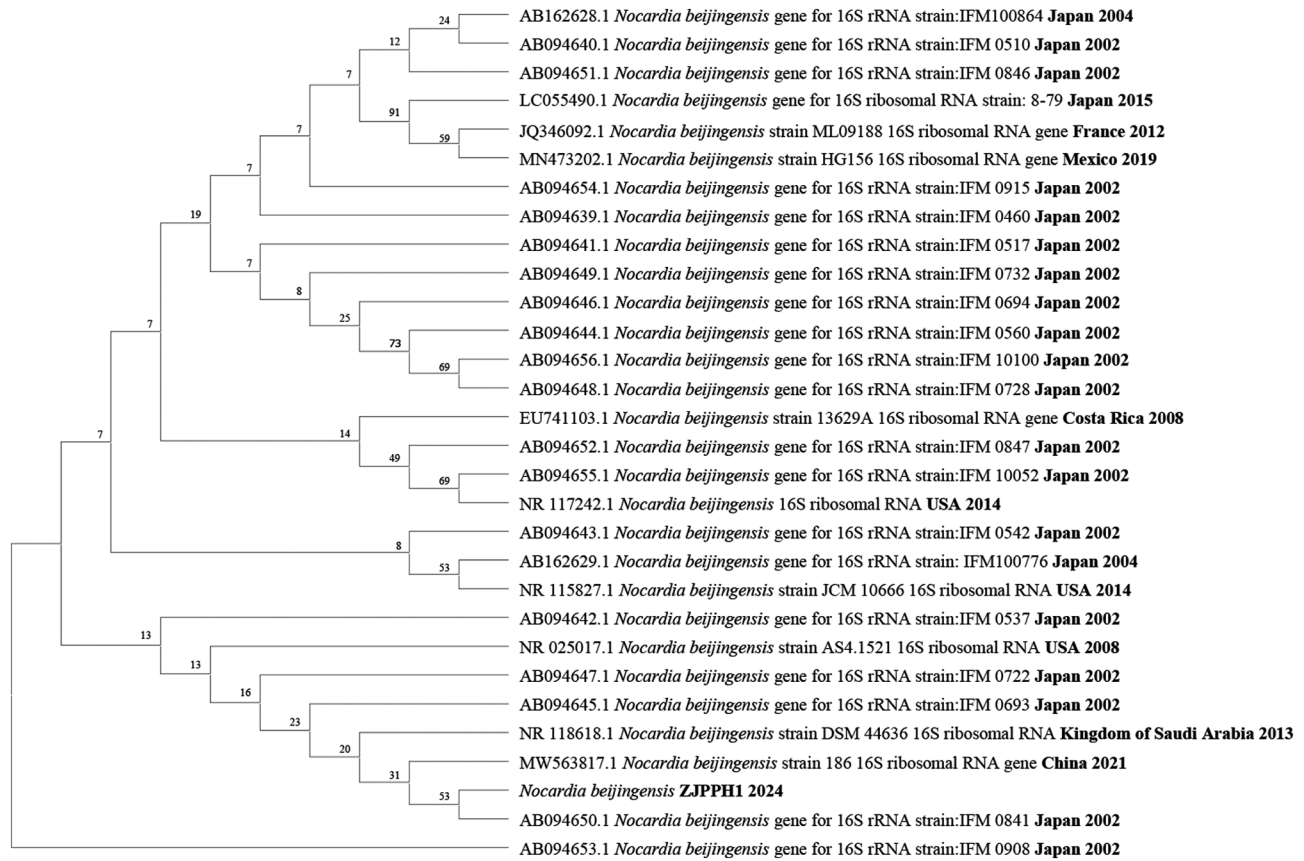 24
AB162628.1 Nocardia beijingensis gene for 16S rRNA strain:IFM100864 Japan 2004
12
AB094640.1 Nocardia beijingensis gene for 16S rRNA strain:IFM 0510 Japan 2002
7
AB094651.1 Nocardia beijingensis gene for 16S rRNA strain:IFM 0846 Japan 2002
LC055490.1 Nocardia beijingensis gene for 16S ribosomal RNA strain: 8-79 Japan 2015
91
7
JQ346092.1 Nocardia beijingensis strain ML09188 16S ribosomal RNA gene France 2012
59
MN473202.1 Nocardia beijingensis strain HG156 16S ribosomal RNA gene Mexico 2019
7
AB094654.1 Nocardia beijingensis gene for 16S rRNA strain:IFM 0915 Japan 2002
19
AB094639.1 Nocardia beijingensis gene for 16S rRNA strain:IFM 0460 Japan 2002
AB094641.1 Nocardia beijingensis gene for 16S rRNA strain:IFM 0517 Japan 2002
7
AB094649.1 Nocardia beijingensis gene for 16S rRNA strain:IFM 0732 Japan 2002
8
AB094646.1 Nocardia beijingensis gene for 16S rRNA strain:IFM 0694 Japan 2002
25
7
AB094644.1 Nocardia beijingensis gene for 16S rRNA strain:IFM 0560 Japan 2002
73
AB094656.1 Nocardia beijingensis gene for 16S rRNA strain:IFM 10100 Japan 2002
69
AB094648.1 Nocardia beijingensis gene for 16S rRNA strain:IFM 0728 Japan 2002
EU741103.1 Nocardia beijingensis strain 13629A 16S ribosomal RNA gene Costa Rica 2008
14
7
AB094652.1 Nocardia beijingensis gene for 16S rRNA strain:IFM 0847 Japan 2002
49
AB094655.1 Nocardia beijingensis gene for 16S rRNA strain:IFM 10052 Japan 2002
69
NR 117242.1 Nocardia beijingensis 16S ribosomal RNA USA 2014
AB094643.1 Nocardia beijingensis gene for 16S rRNA strain:IFM 0542 Japan 2002
8
AB162629.1 Nocardia beijingensis gene for 16S rRNA strain: IFM100776 Japan 2004
53
NR 115827.1 Nocardia beijingensis strain JCM 10666 16S ribosomal RNA USA 2014
AB094642.1 Nocardia beijingensis gene for 16S rRNA strain:IFM 0537 Japan 2002
13
NR 025017.1 Nocardia beijingensis strain AS4.1521 16S ribosomal RNA USA 2008
13
AB094647.1 Nocardia beijingensis gene for 16S rRNA strain:IFM 0722 Japan 2002
16
AB094645.1 Nocardia beijingensis gene for 16S rRNA strain:IFM 0693 Japan 2002
23
NR 118618.1 Nocardia beijingensis strain DSM 44636 16S ribosomal RNA Kingdom of Saudi Arabia 2013
20
MW563817.1 Nocardia beijingensis strain 186 16S ribosomal RNA gene China 2021
31
Nocardia beijingensis ZJPPH1 2024
53
AB094650.1 Nocardia beijingensis gene for 16S rRNA strain:IFM 0841 Japan 2002
AB094653.1 Nocardia beijingensis gene for 16S rRNA strain:IFM 0908 Japan 2002